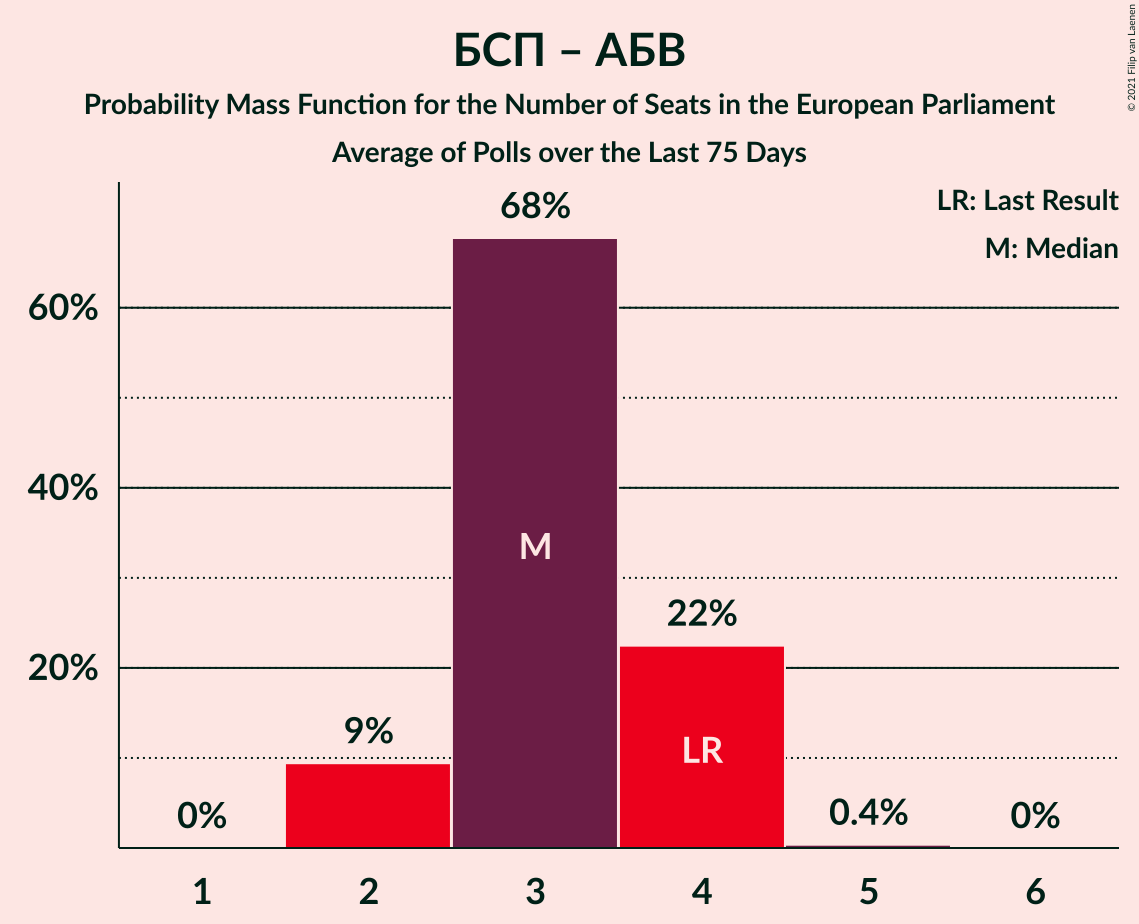 БСП – АБВ
Probability Mass Function for the Number of Seats in the European Parliament
Average of Polls over the Last 75 Days
© 2021 Filip van Laenen
LR: Last Result
M: Median
68%
60%
40%
M
22%
20%
9%
LR
0%
0.4%
0%
1 2 3 4 5 6